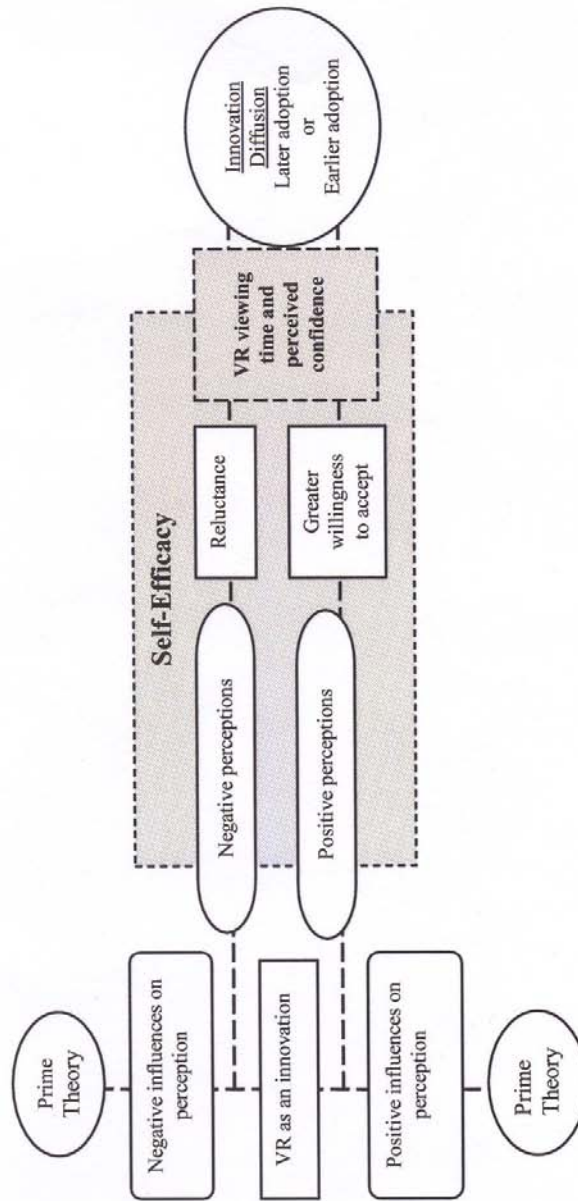 Prime
Theory
Negative influences on
perception
VR as an innovation
Positive influences on
perception
Prime
Theory
Self-Efficacy
Negative perceptions
Positive perceptions
Reluctance
Greater
willingness
to accept
VR viewing
time and
perceived
confidence
Innovation
Diffusion
Later adoption
or
Earlier adoption